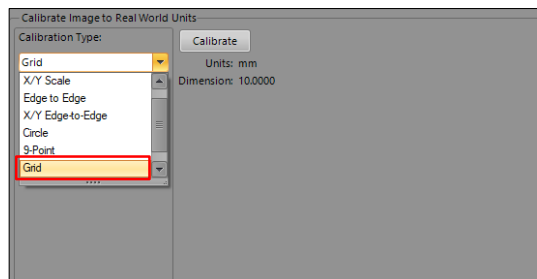 Calibrate Image to Real World Units
Calibration Type:
Calibrate
Grid
Units: mm
X/Y Scale
Dimension: 10.0000
Edge to Edge
X/Y Edge-to-Edge
Circle
9-Point
Grid